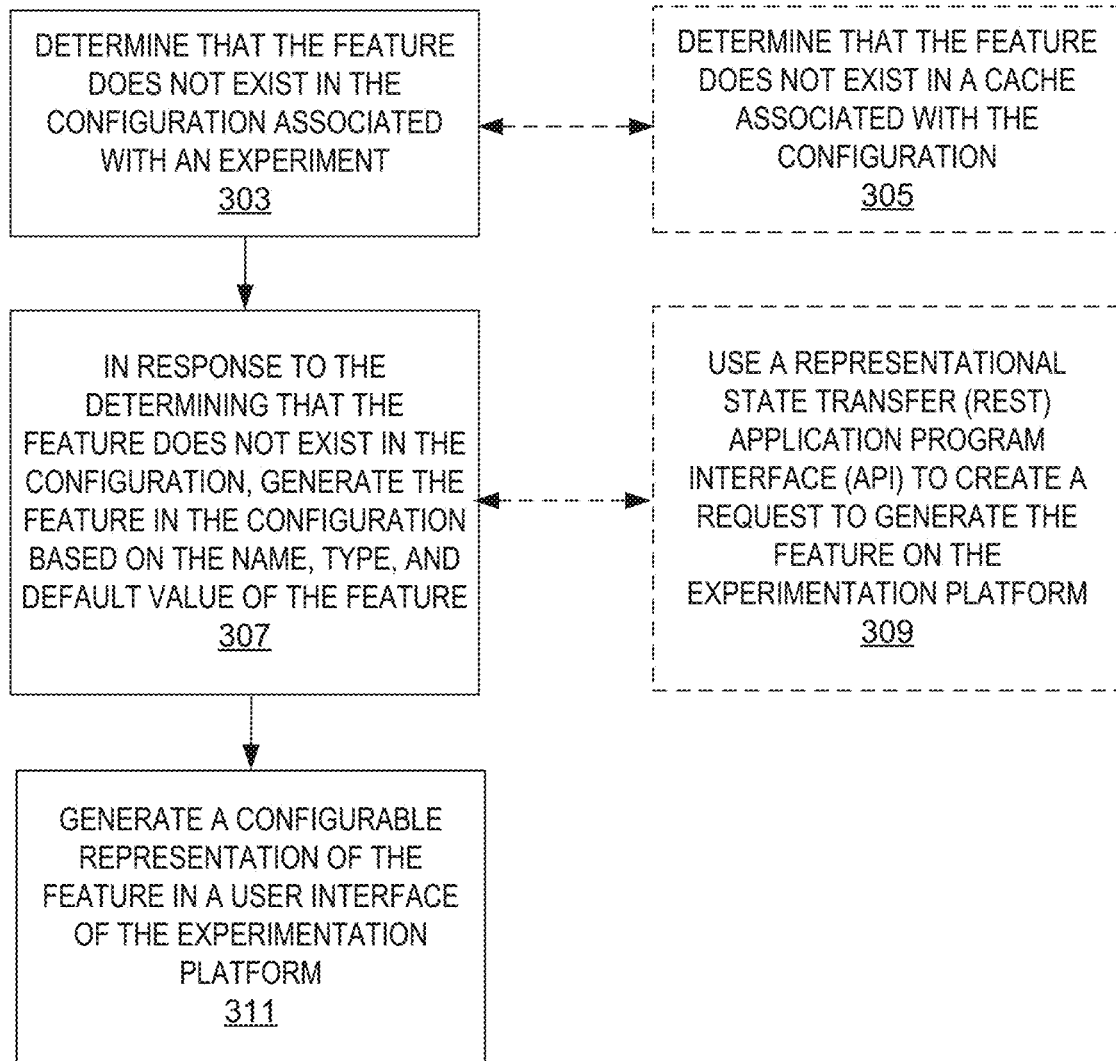 DETERMINE THAT THE FEATURE
DOES NOT EXIST IN THE
CONFIGURATION ASSOCIATED
WITH AN EXPERIMENT
303
DETERMINE THAT THE FEATURE
DOES NOT EXIST IN A CACHE
ASSOCIATED WITH THE
CONFIGURATION
305
IN RESPONSE TO THE
DETERMINING THAT THE
FEATURE DOES NOT EXIST IN THE
CONFIGURATION, GENERATE THE
FEATURE IN THE CONFIGURATION
BASED ON THE NAME, TYPE, AND
DEFAULT VALUE OF THE FEATURE
307
USE A REPRESENTATIONAL
STATE TRANSFER (REST)
APPLICATION PROGRAM
INTERFACE (API) TO CREATE A
REQUEST TO GENERATE THE
FEATURE ON THE
EXPERIMENTATION PLATFORM
309
GENERATE A CONFIGURABLE
REPRESENTATION OF THE
FEATURE IN A USER INTERFACE
OF THE EXPERIMENTATION
PLATFORM
311